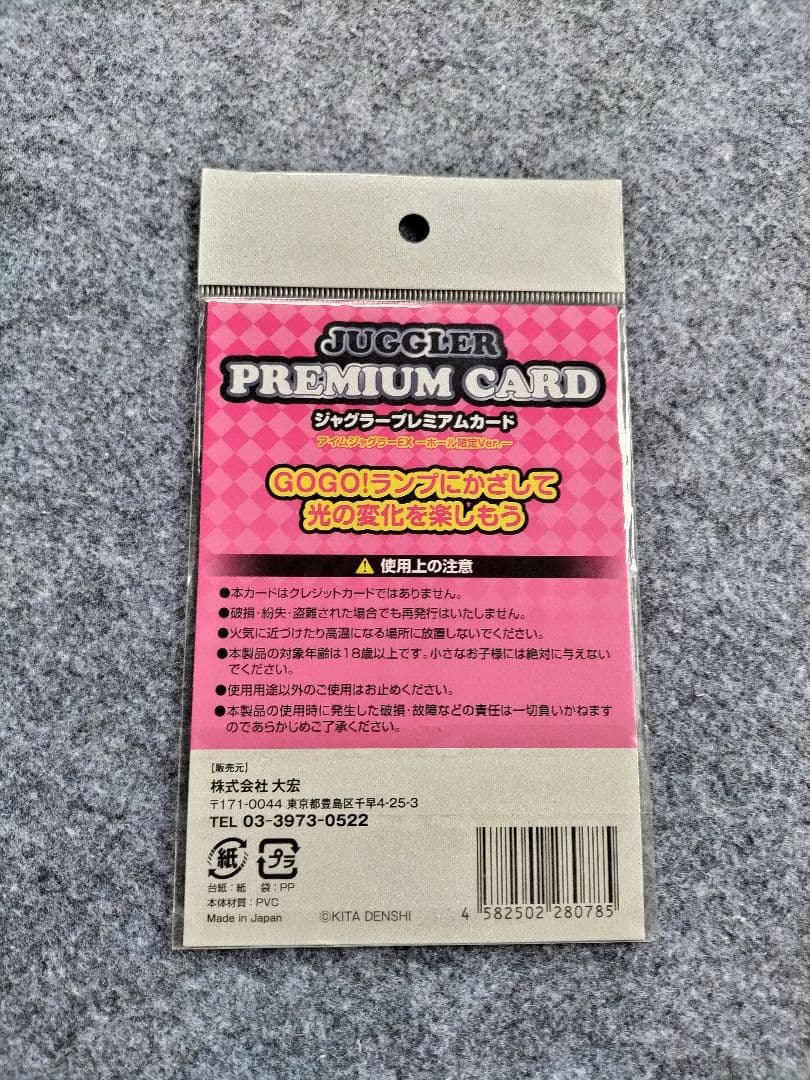 JUGGLER
PREMIUM CARD
ジャグラープレミアムカード
アイムジャグラーEX ーホール限定Ver.ー
GOGO!ランプにかざして
光の変化を楽しもう
使用上の注意
●本カードはクレジットカードではありません。
●破損・紛失・盗難された場合でも再発行はいたしません。
●火気に近づけたり高温になる場所に放置しないでください。
●本製品の対象年齢は18歳以上です。小さなお子様には絶対に与えない
でください。
●使用用途以外のご使用はお止めください。
●本製品の使用時に発生した破損・故障などの責任は一切負いかねます
のであらかじめご了承ください。
【販売元】
株式会社 大宏
〒171-0044 東京都豊島区千早4-25-3
TEL 03-3973-0522
紙 プラ
台紙：紙 袋：PP
本体材質：PVC
Made in Japan
©KITA DENSHI
4 582502 280785